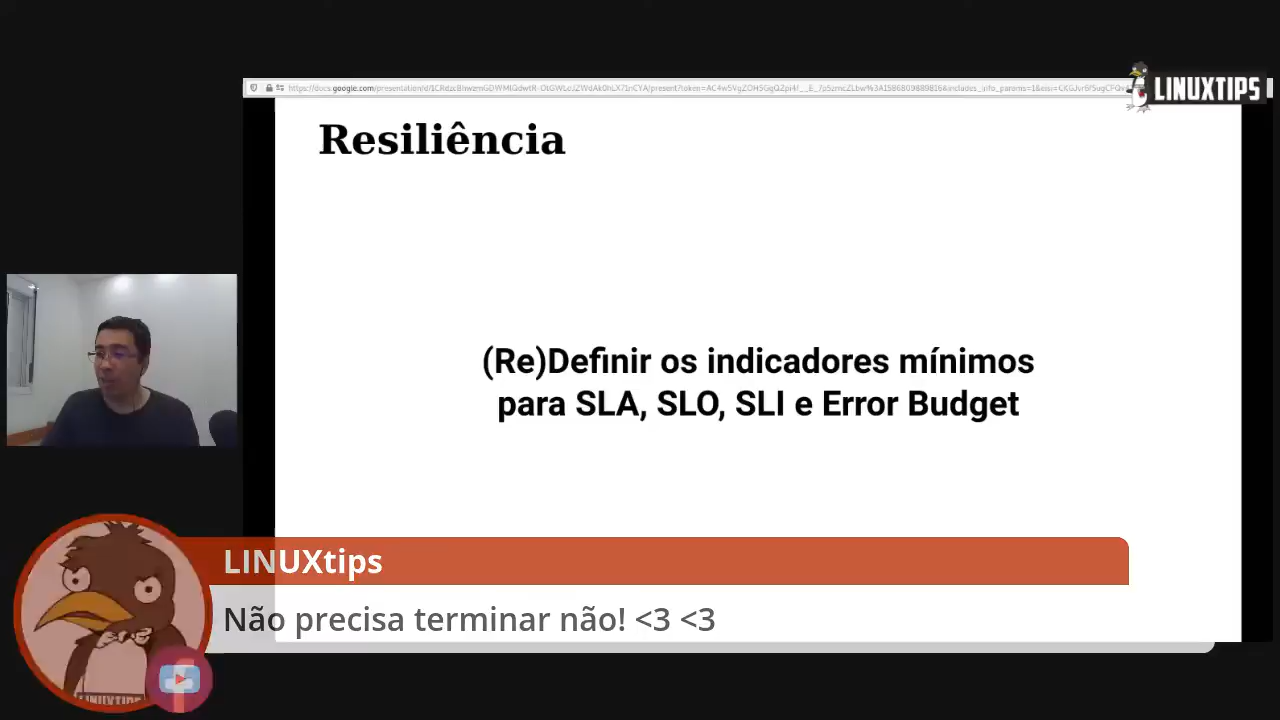 LINUXTIPS
Resiliência
(Re)Definir os indicadores mínimos
para SLA, SLO, SLI e Error Budget
LINUXtips
Não precisa terminar não! <3 <3
LINUXTIPS